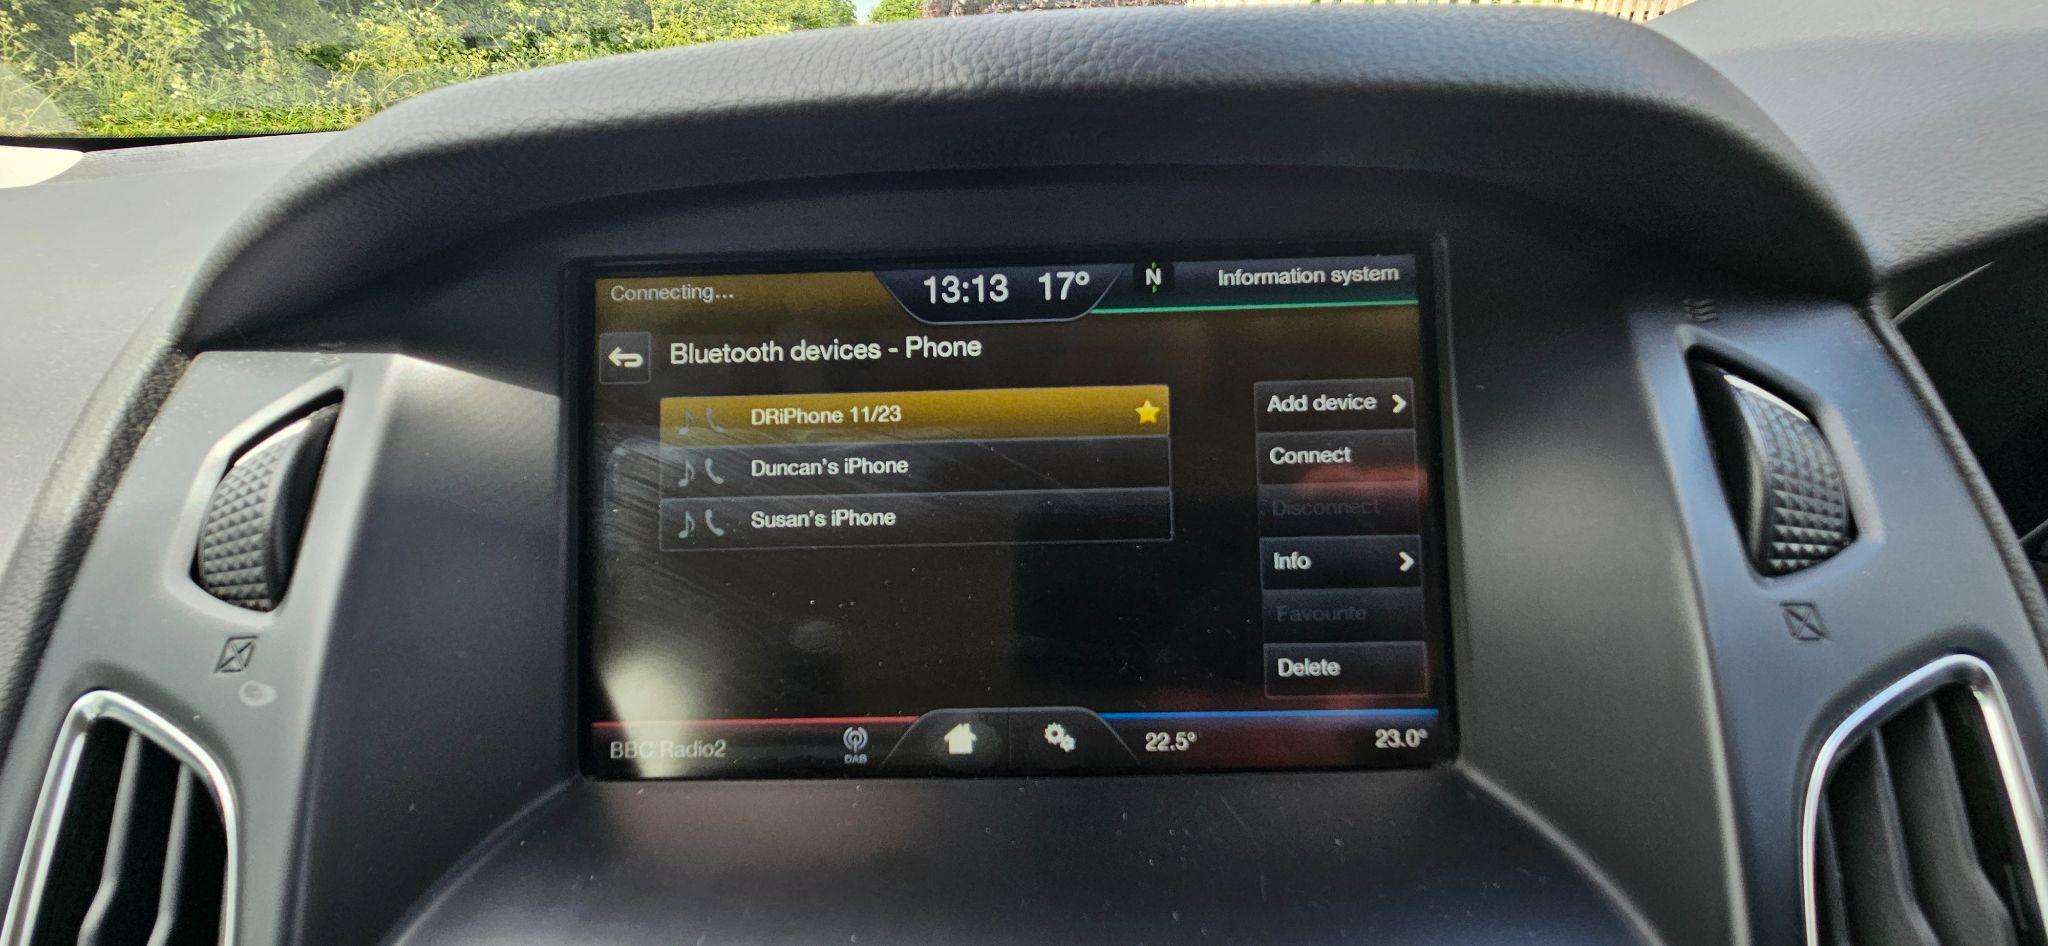 Connecting...
13:13 17°
N
Information system
Bluetooth devices - Phone
DRiPhone 11/23
Duncan's iPhone
Susan's iPhone
Add device
Connect
Disconnect
Info
Favourite
Delete
BBC Radio2
DAB
22.5°
23.0°